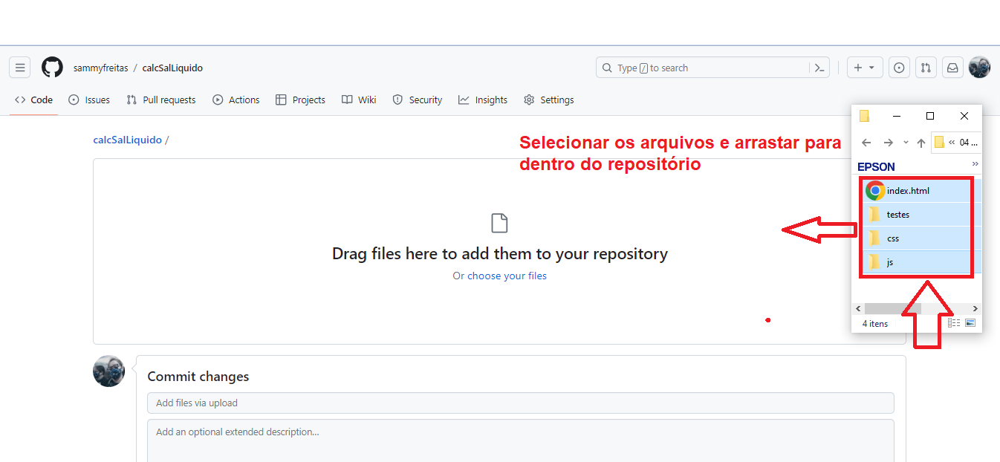 sammyfreitas / calcSalLiquido
Type / to search
Code
Issues
Pull requests
Actions
Projects
Wiki
Security
Insights
Settings
calcSalLiquido /
Selecionar os arquivos e arrastar para
dentro do repositório
« 04 ...
EPSON
»
index.html
testes
css
js
4 itens
Drag files here to add them to your repository
Or choose your files
Commit changes
Add files via upload
Add an optional extended description...